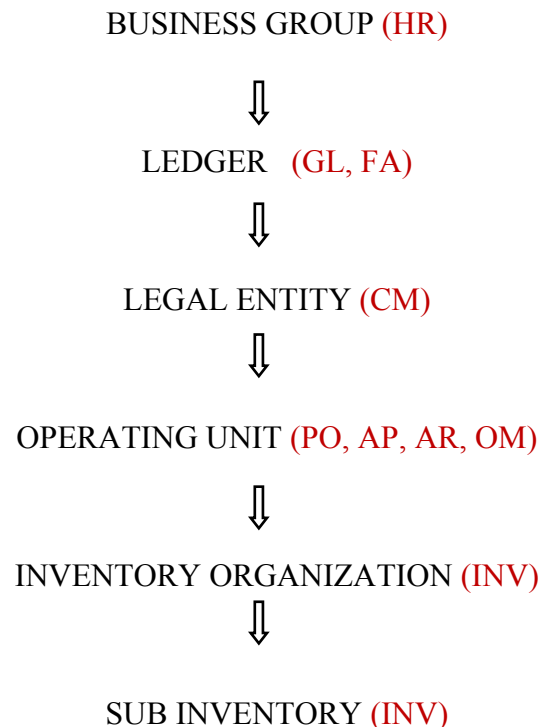 BUSINESS GROUP (HR)
LEDGER (GL, FA)
LEGAL ENTITY (CM)
OPERATING UNIT (PO, AP, AR, OM)
INVENTORY ORGANIZATION (INV)
SUB INVENTORY (INV)